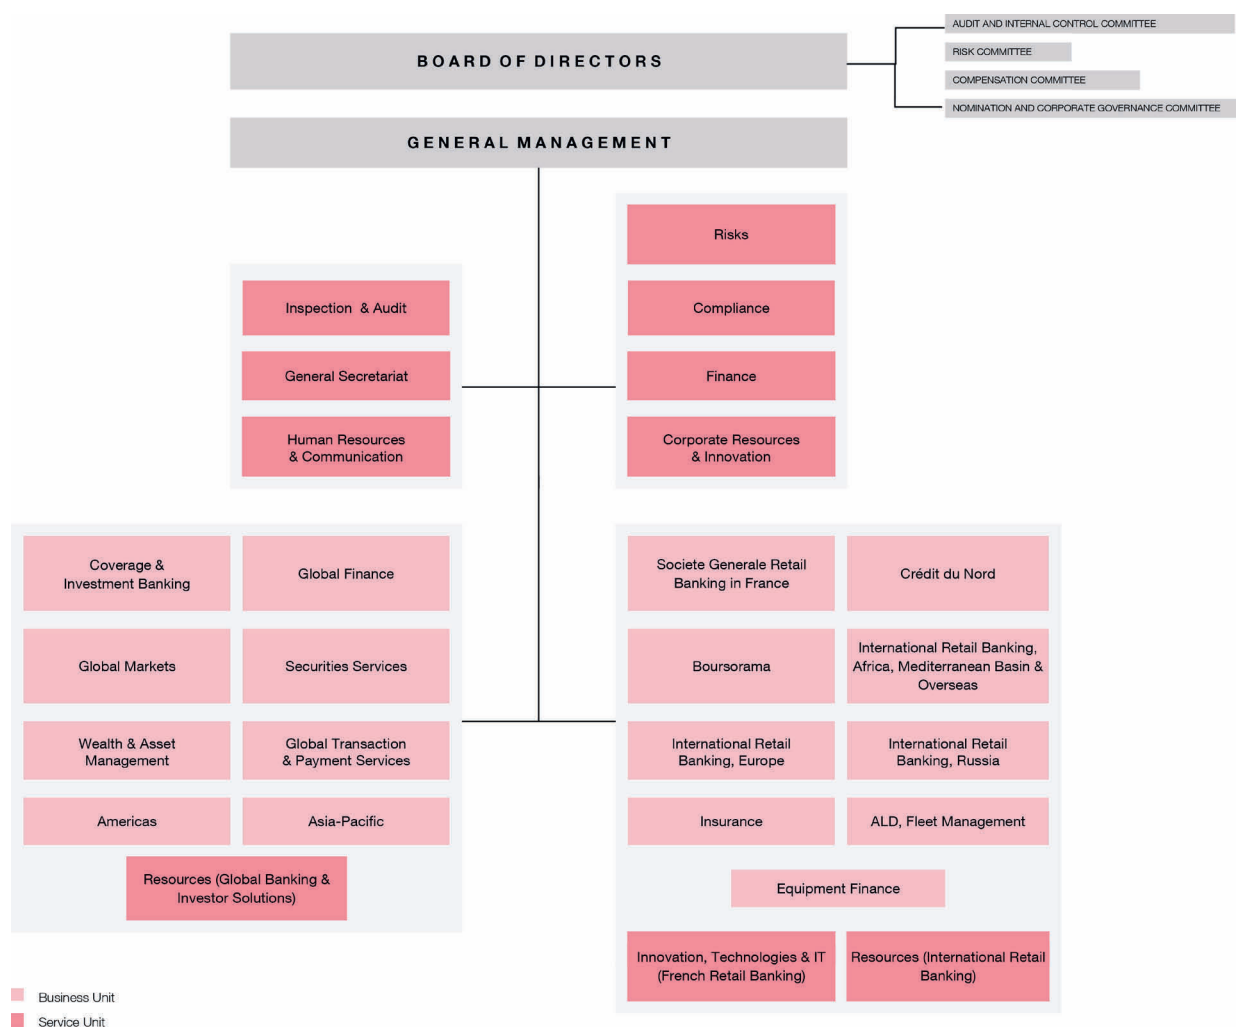 BOARD OF DIRECTORS
AUDIT AND INTERNAL CONTROL COMMITTEE
RISK COMMITTEE
COMPENSATION COMMITTEE
NOMINATION AND CORPORATE GOVERNANCE COMMITTEE
GENERAL MANAGEMENT
Inspection & Audit
General Secretariat
Human Resources
& Communication
Risks
Compliance
Finance
Corporate Resources
& Innovation
Coverage &
Investment Banking
Global Finance
Global Markets
Securities Services
Wealth & Asset
Management
Global Transaction
& Payment Services
Americas
Asia-Pacific
Resources (Global Banking &
Investor Solutions)
Societe Generale Retail
Banking in France
Crédit du Nord
Boursorama
International Retail Banking,
Africa, Mediterranean Basin &
Overseas
International Retail
Banking, Europe
International Retail
Banking, Russia
Insurance
ALD, Fleet Management
Equipment Finance
Innovation, Technologies & IT
(French Retail Banking)
Resources (International Retail
Banking)
Business Unit
Service Unit